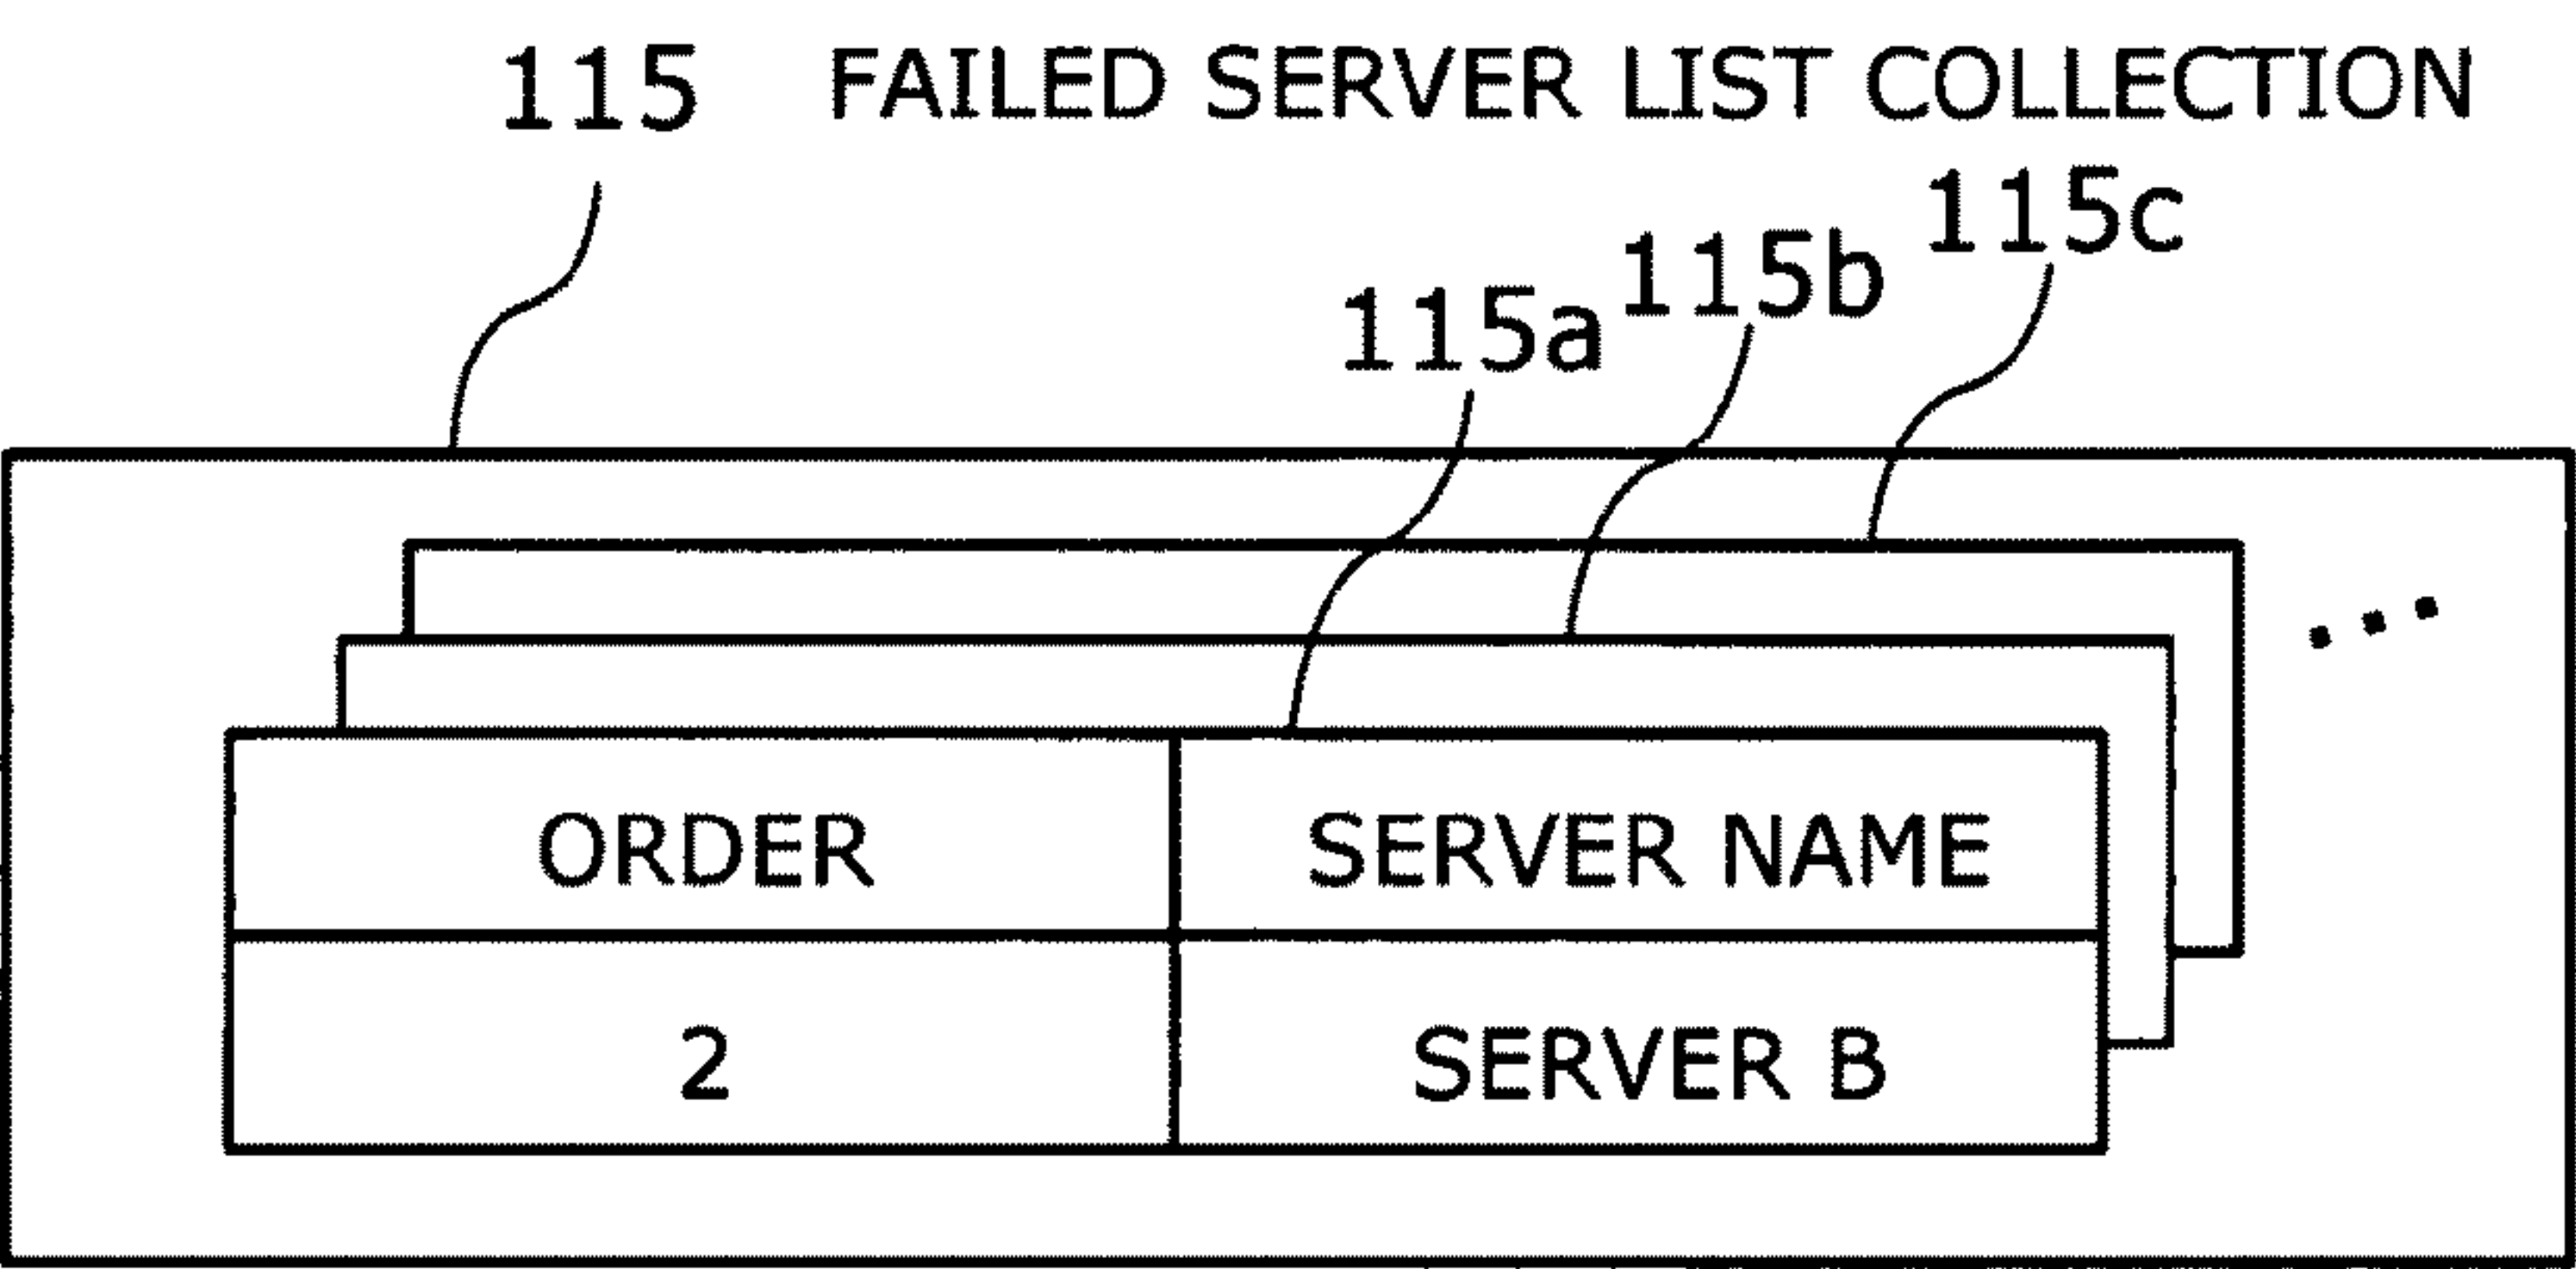 115 FAILED SERVER LIST COLLECTION
115c
115b
115a
ORDER SERVER NAME
2 SERVER B